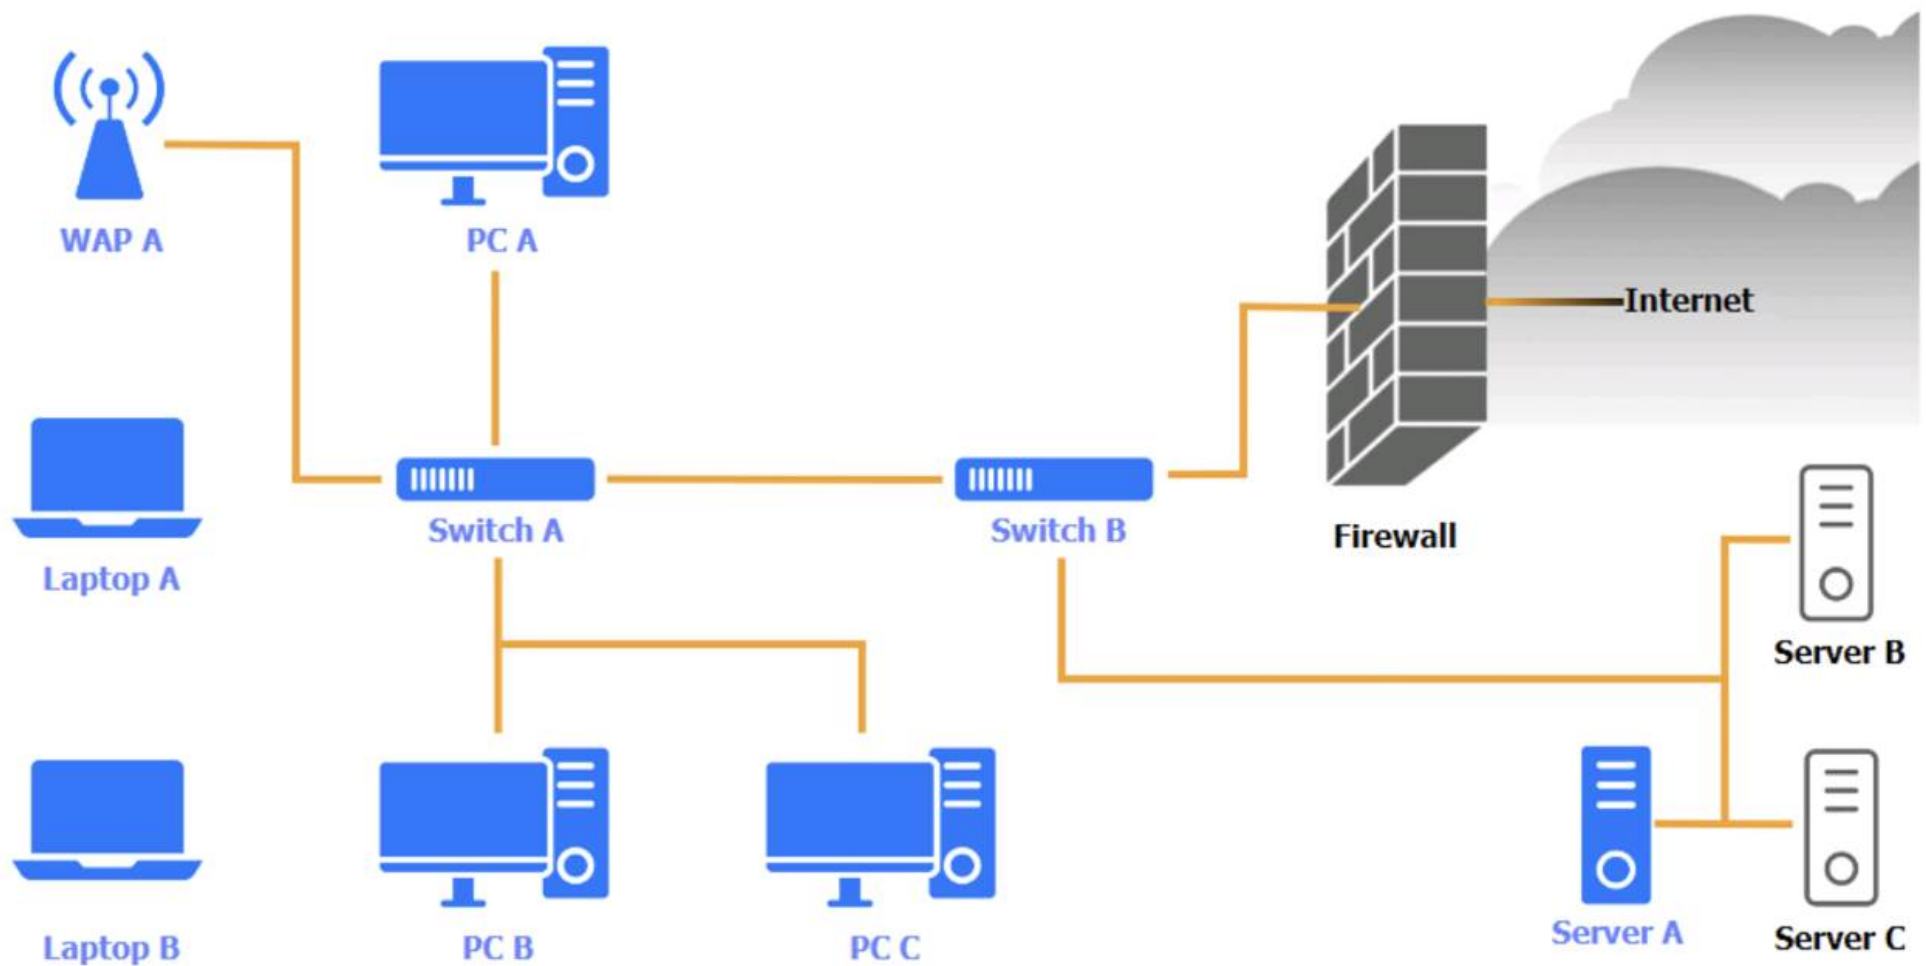 WAP A
PC A
Internet
Switch A
Switch B
Firewall
Laptop A
Server B
Server A
Server C
Laptop B
PC B
PC C